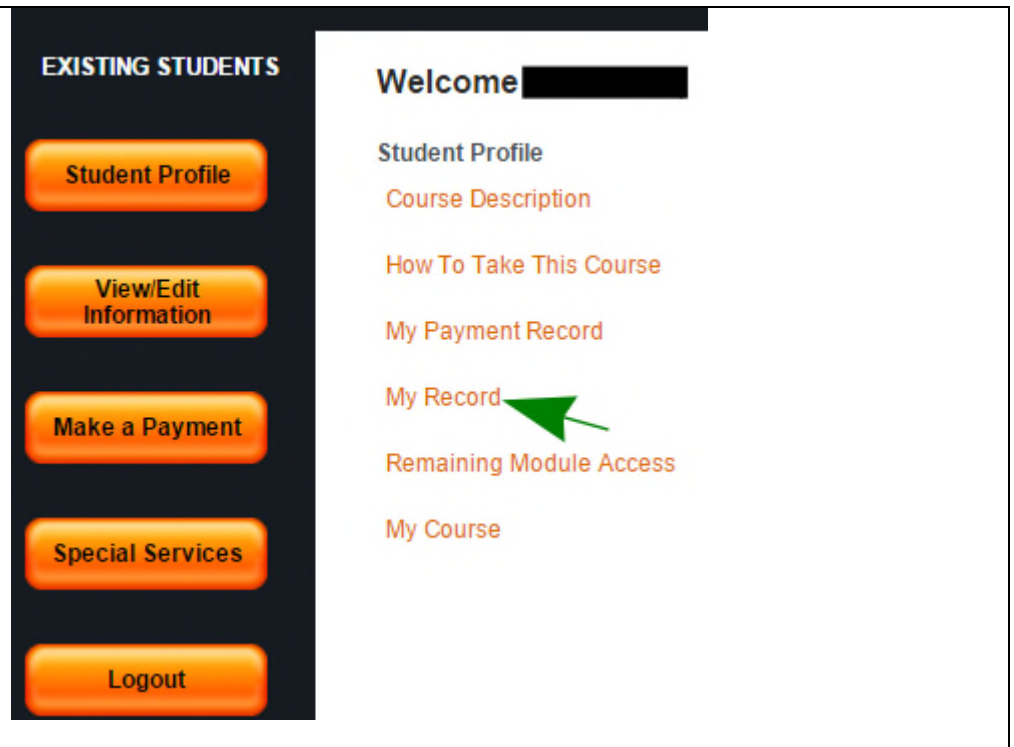 EXISTING STUDENTS
Student Profile
View/Edit
Information
Make a Payment
Special Services
Logout
Welcome
Student Profile
Course Description
How To Take This Course
My Payment Record
My Record
Remaining Module Access
My Course